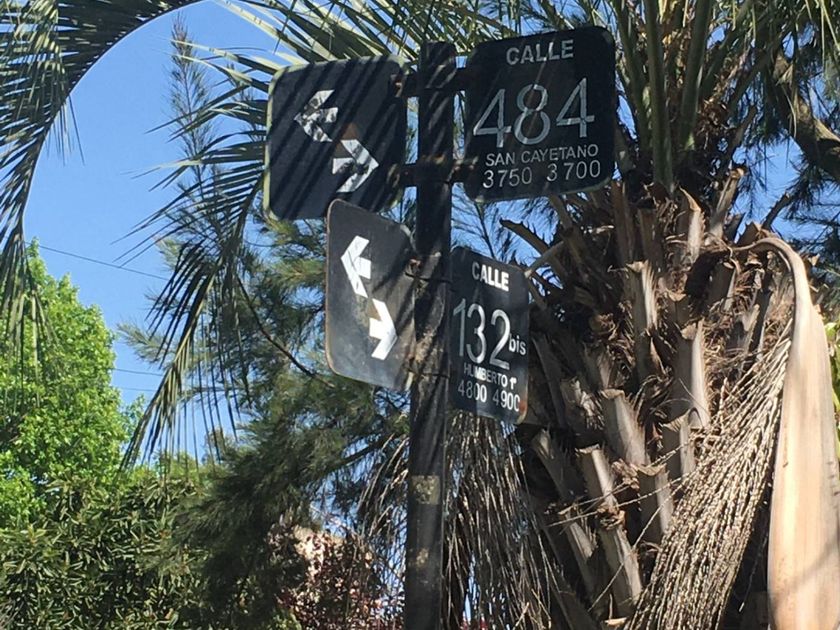 CALLE
484
SAN CAYETANO
3750 3700
CALLE
132 bis
HUMBERTO 1º
4800 4900